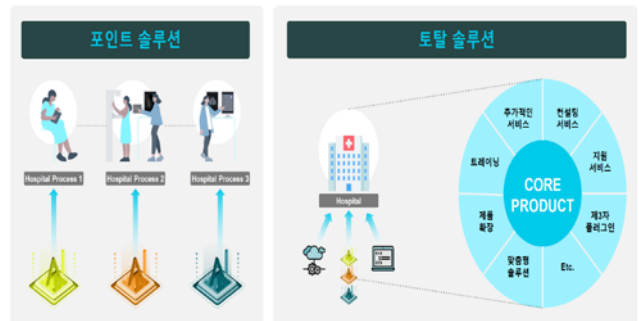 포인트 솔루션
Hospital Process 1
Hospital Process 2
Hospital Process 3
토탈 솔루션
Hospital
CORE
PRODUCT
컨설팅
서비스
지원
서비스
제3자
플러그인
Etc.
맞춤형
솔루션
제품
확장
트레이닝
추가적인
서비스